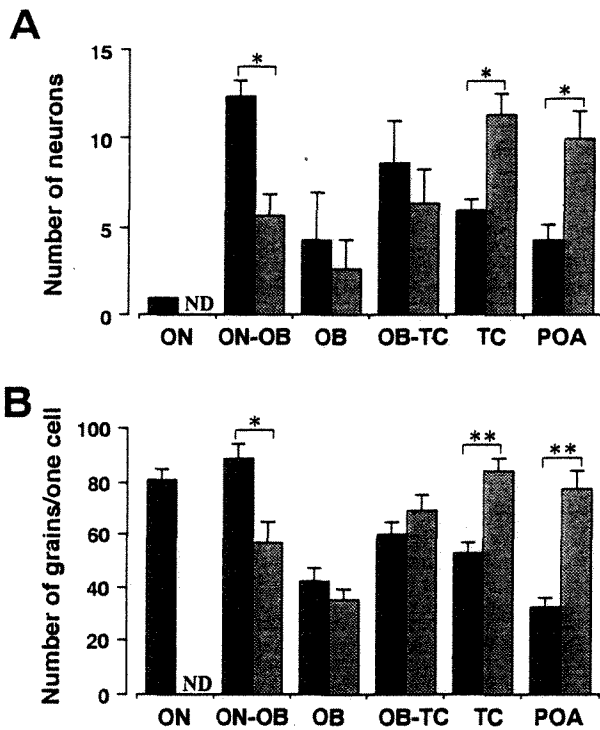 A
Number of neurons
15
10
5
0
*
*
*
ND
ON
ON-OB
OB
OB-TC
TC
POA
B
Number of grains/one cell
100
80
60
40
20
0
*
**
**
ND
ON
ON-OB
OB
OB-TC
TC
POA